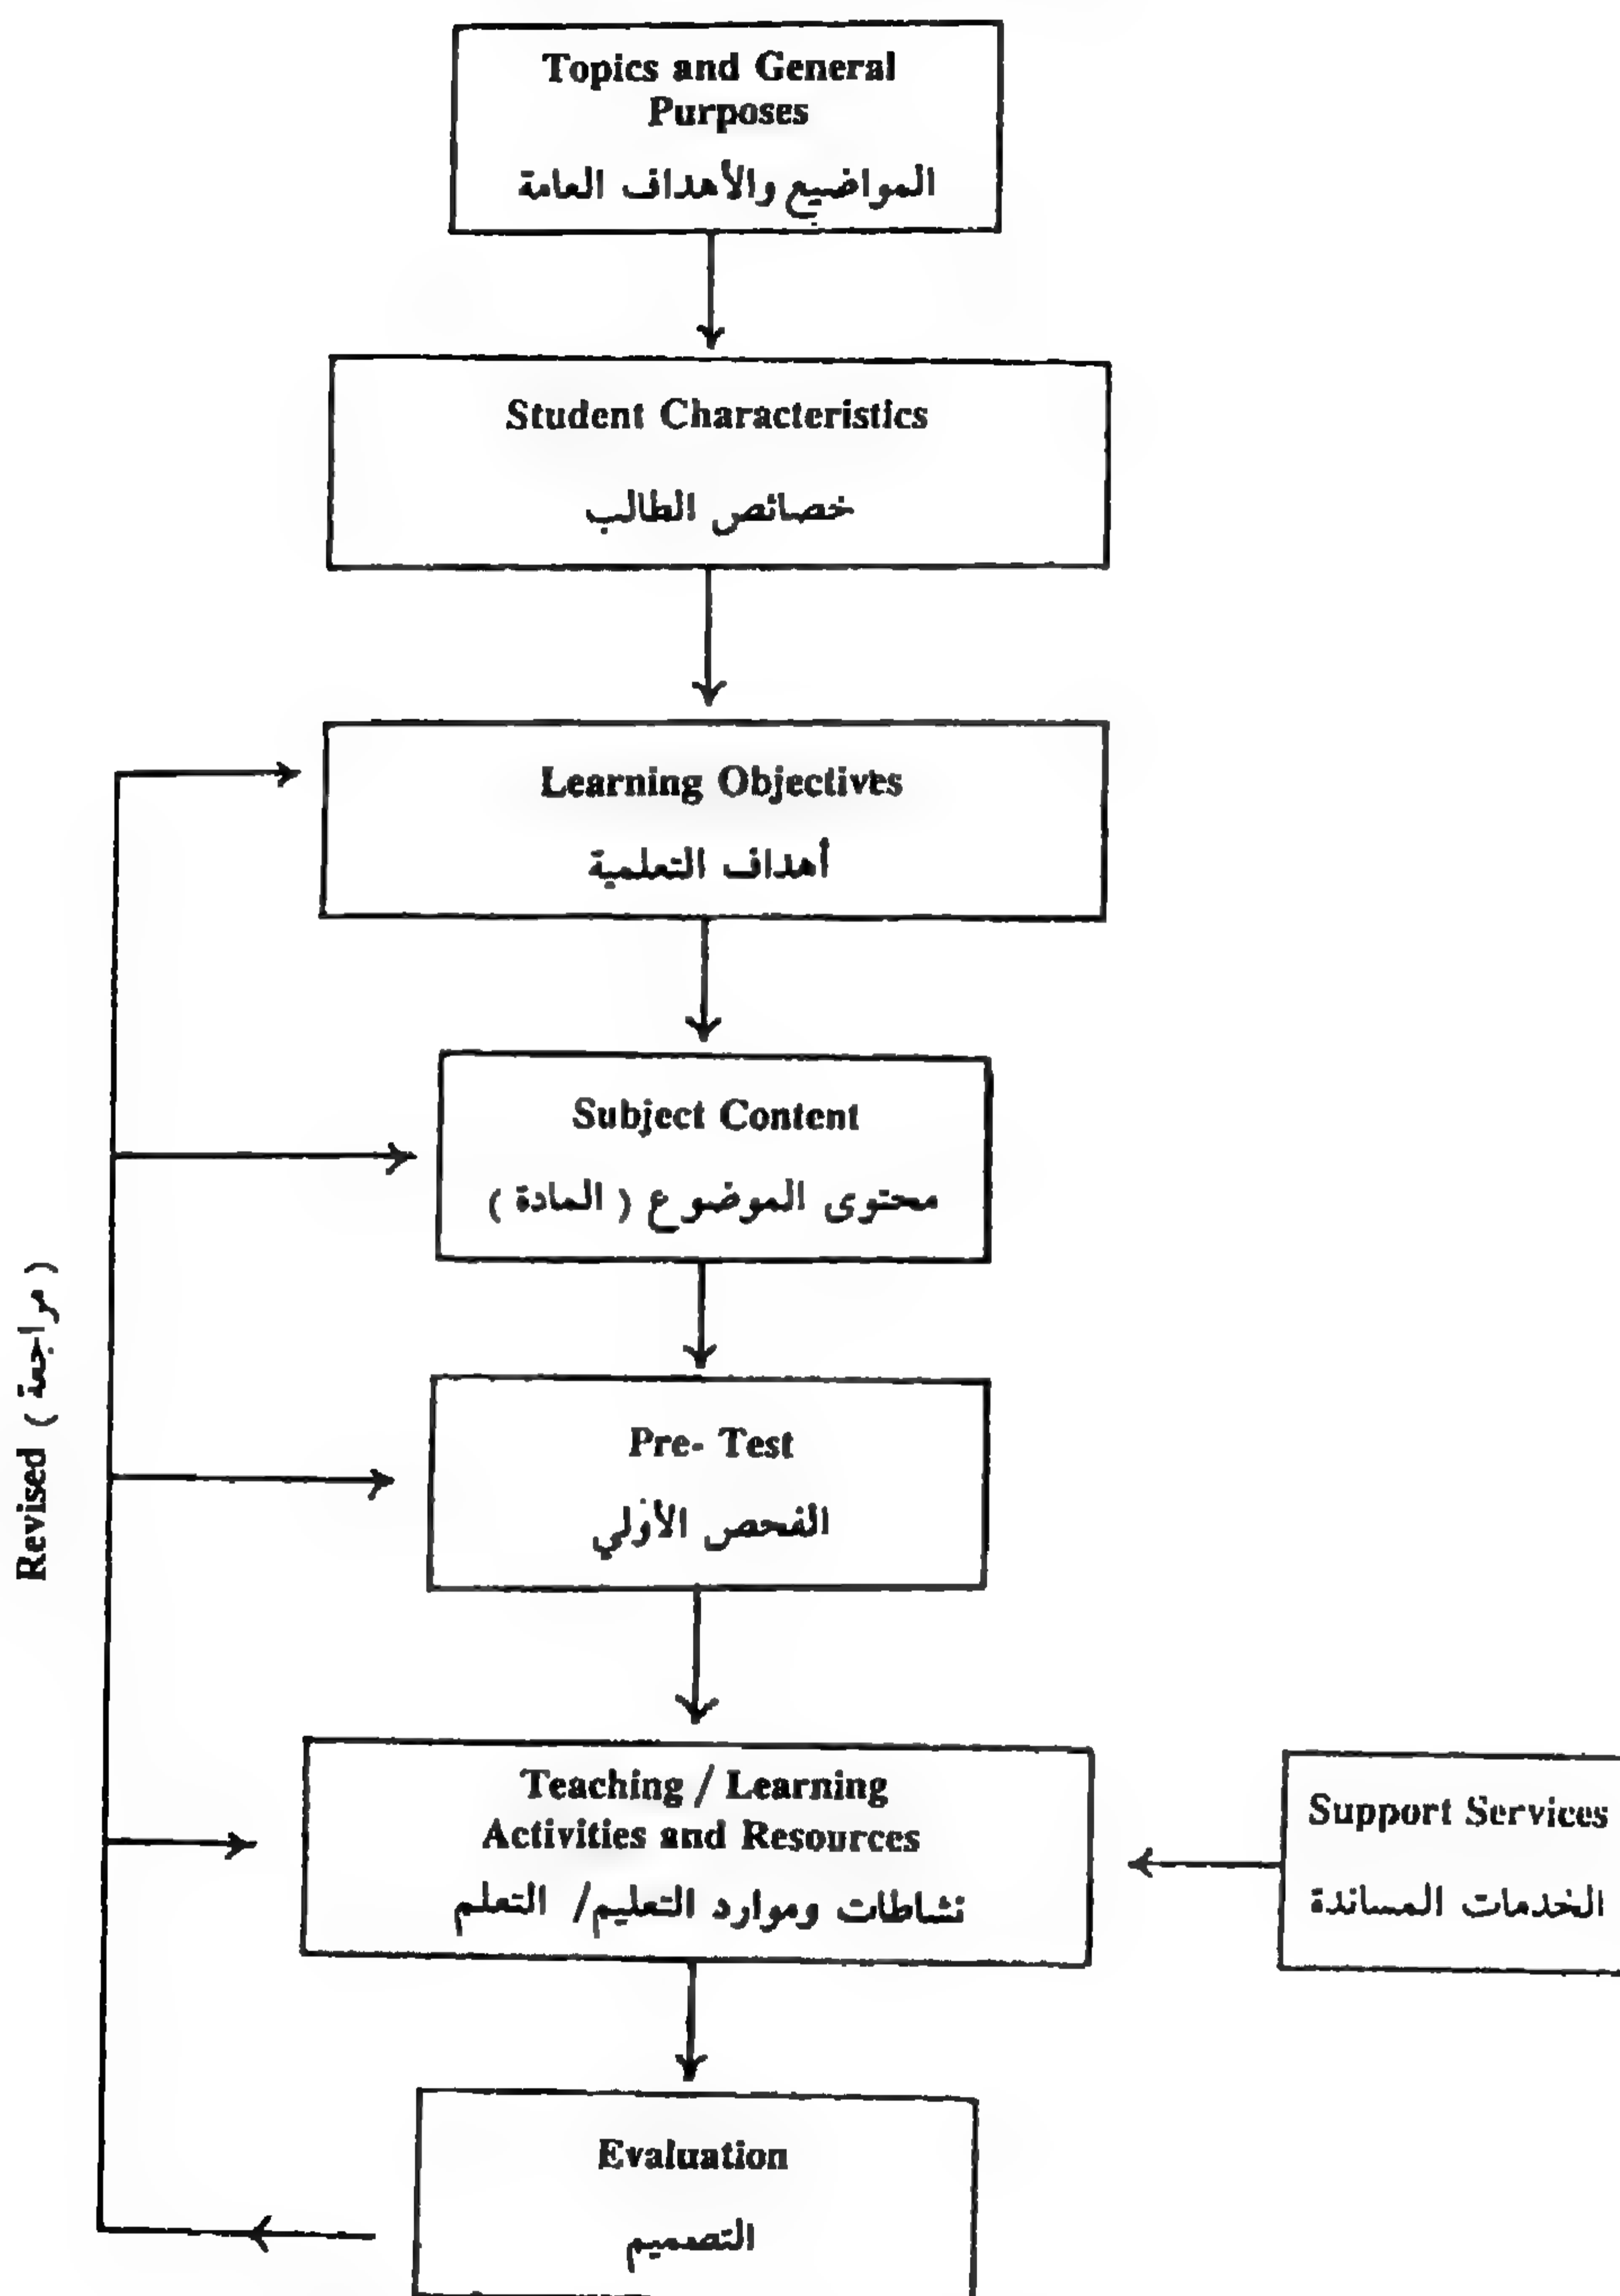 Topics and General
Purposes
المواضيع والأهداف العامة
Student Characteristics
خصائص الطالب
Learning Objectives
أهداف التعلمية
Subject Content
محتوى الموضوع ( المادة )
Pre- Test
الفحص الأولي
Revised ( مراجعة )
Teaching / Learning
Activities and Resources
نشاطات وموارد التعليم/ التعلم
Support Services
الخدمات المساندة
Evaluation
التصميم